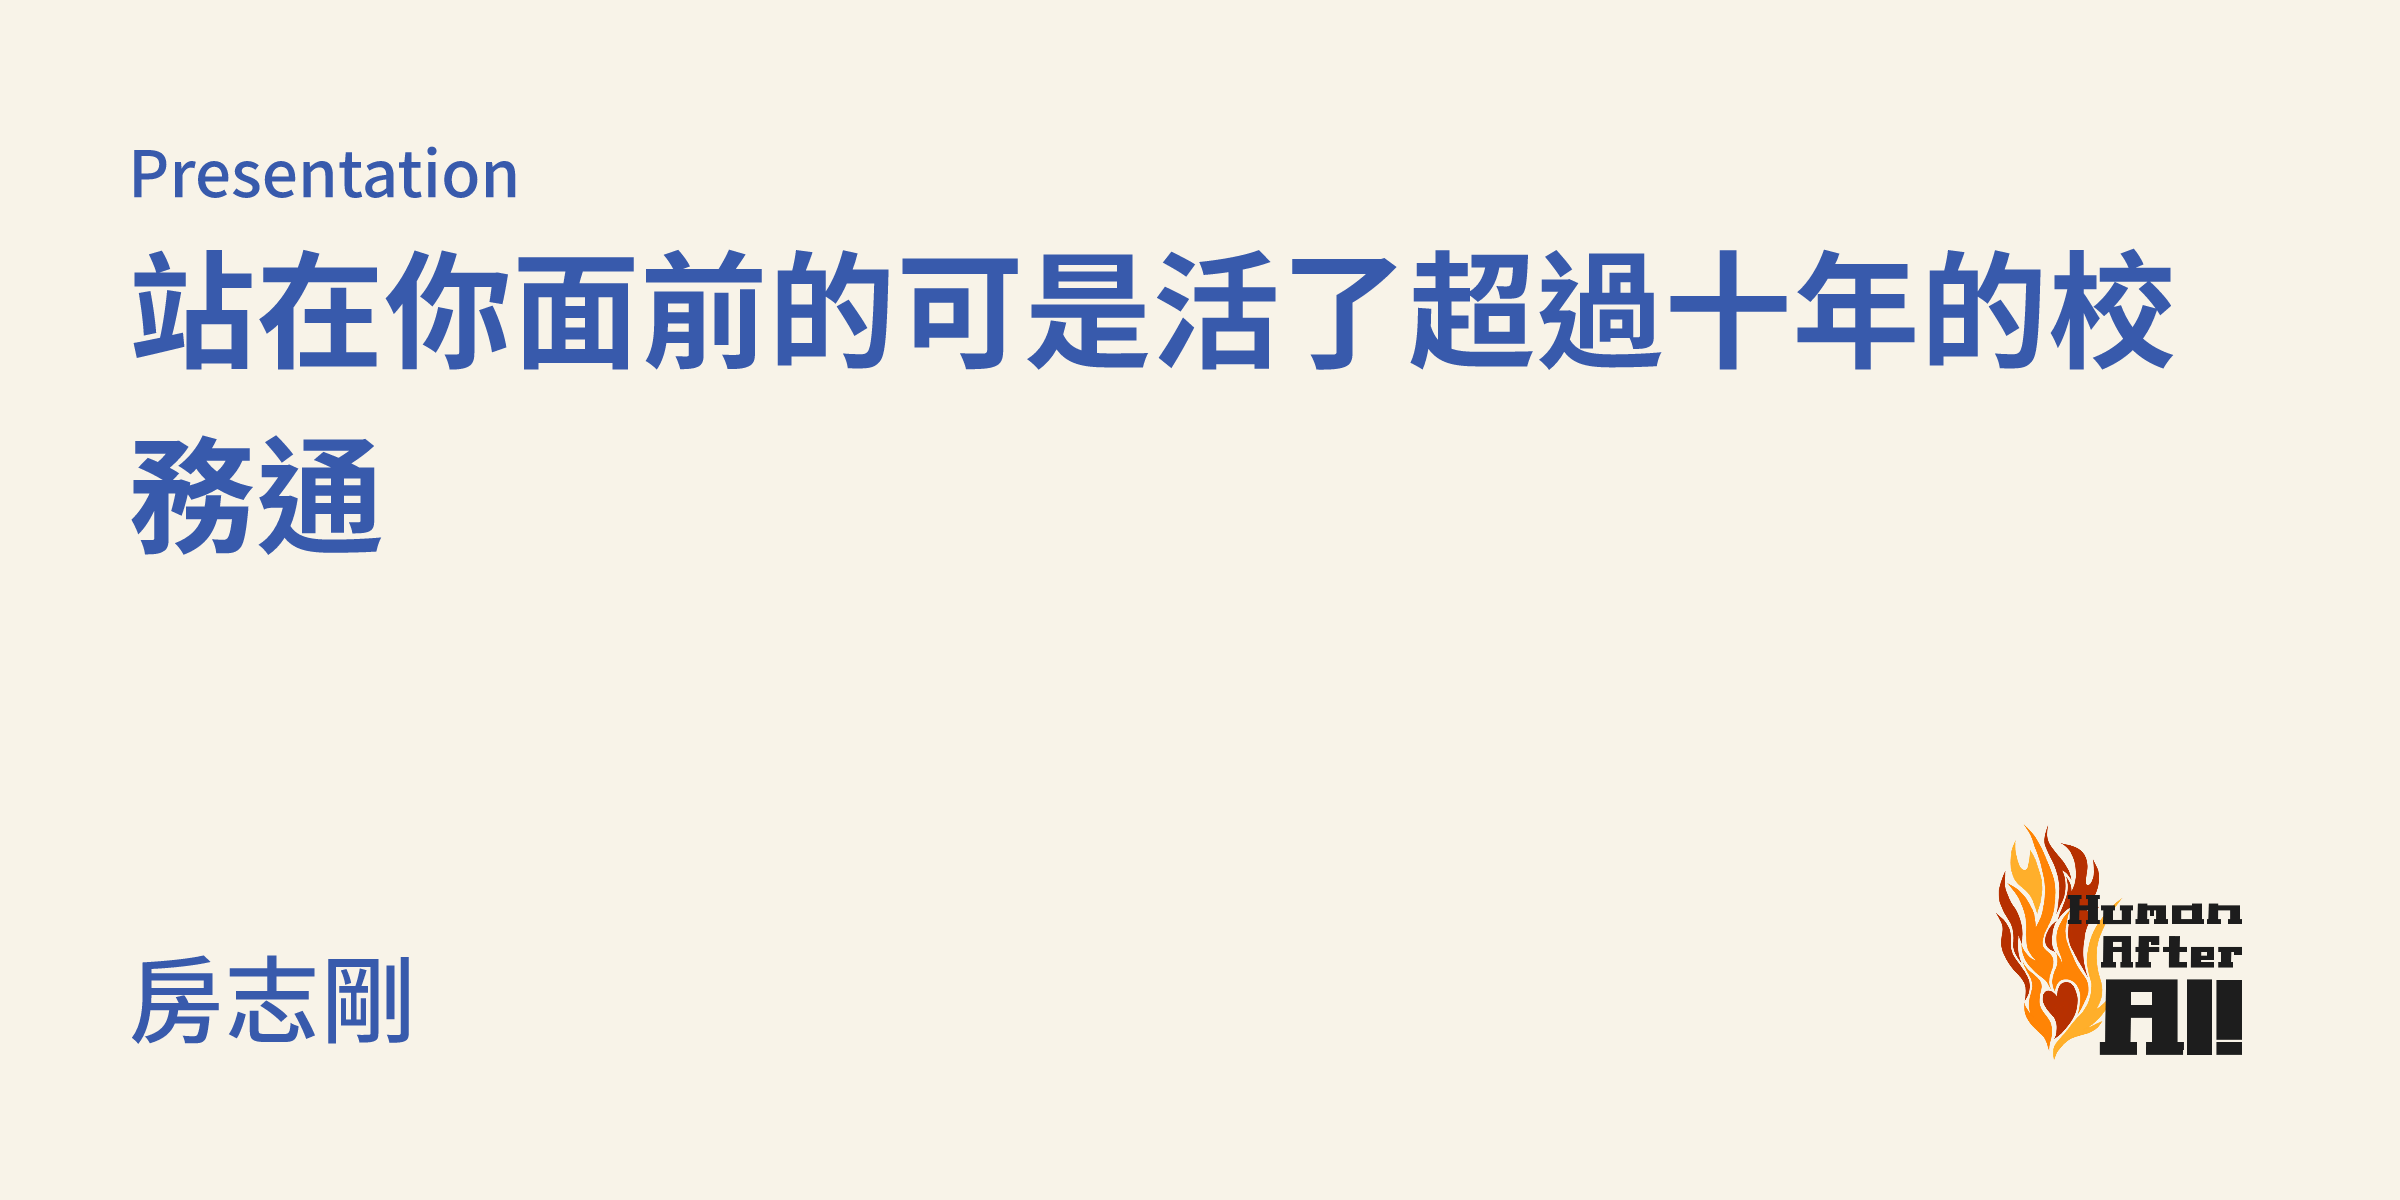 Presentation
站在你面前的可是活了超過十年的校
務通
房志剛
Human
After
All!